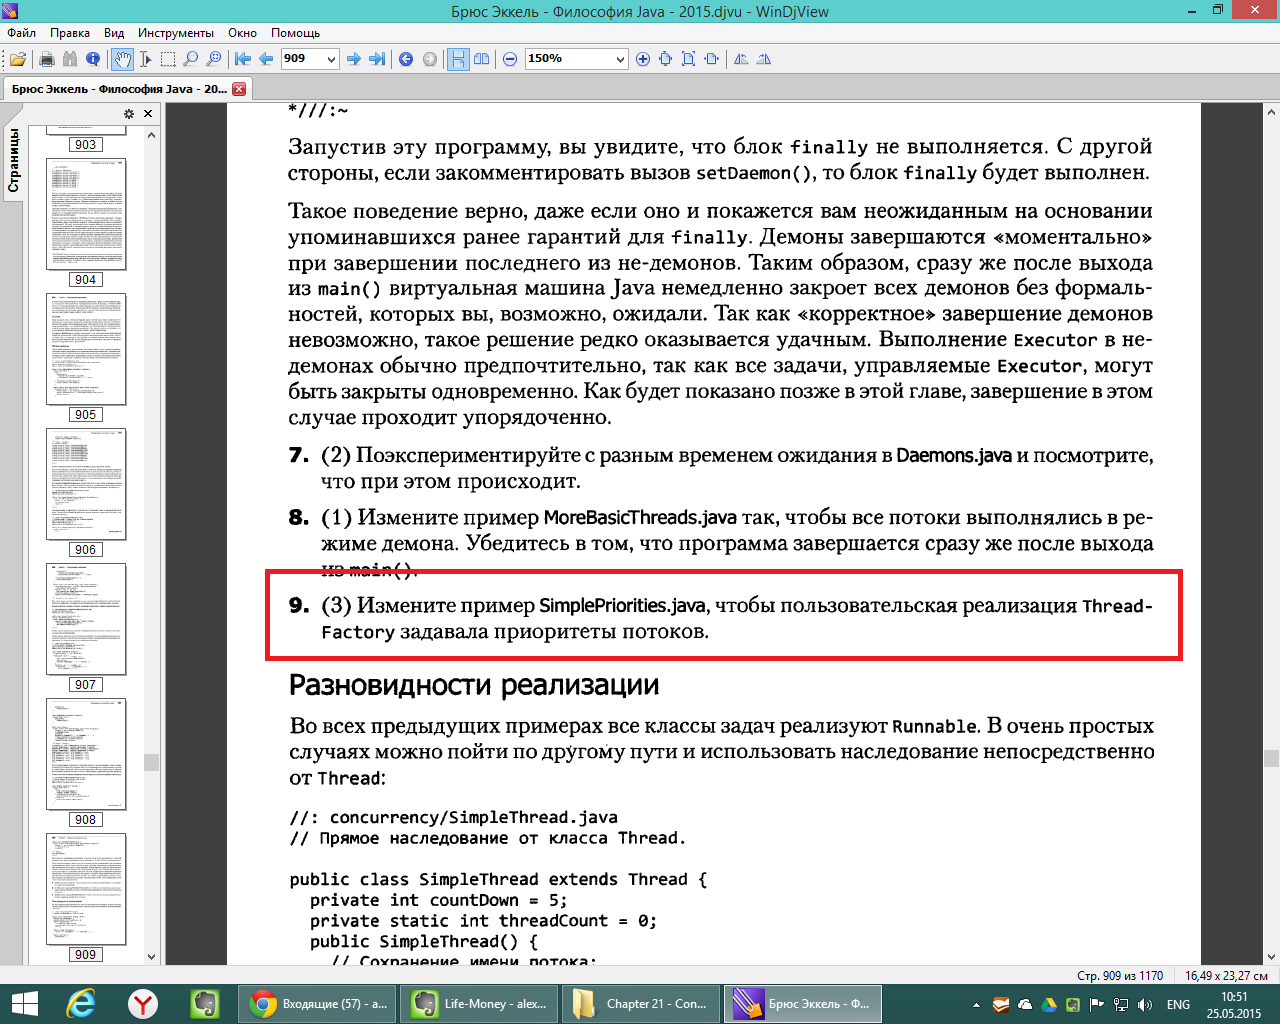 Брюс Эккель - Философия Java - 2015.djvu - WinDjView
Файл Правка Вид Инструменты Окно Помощь
909 150%
Брюс Эккель - Философия Java - 20...
Страницы
903
904
905
906
907
908
909
*///:~
Запустив эту программу, вы увидите, что блок finally не выполняется. С другой
стороны, если закомментировать вызов setDaemon(), то блок finally будет выполнен.
Такое поведение верно, даже если оно и покажется вам неожиданным на основании
упоминавшихся ранее гарантий для finally. Демоны завершаются «моментально»
при завершении последнего из не-демонов. Таким образом, сразу же после выхода
из main() виртуальная машина Java немедленно закроет всех демонов без формаль-
ностей, которых вы, возможно, ожидали. Так как «корректное» завершение демонов
невозможно, такое решение редко оказывается удачным. Выполнение Executor в не-
демонах обычно предпочтительно, так как все задачи, управляемые Executor, могут
быть закрыты одновременно. Как будет показано позже в этой главе, завершение в этом
случае проходит упорядоченно.
7. (2) Поэкспериментируйте с разным временем ожидания в Daemons.java и посмотрите,
что при этом происходит.
8. (1) Измените пример MoreBasicThreads.java так, чтобы все потоки выполнялись в ре-
жиме демона. Убедитесь в том, что программа завершается сразу же после выхода
из main().
9. (3) Измените пример SimplePriorities.java, чтобы пользовательская реализация Thread-
Factory задавала приоритеты потоков.
Разновидности реализации
Во всех предыдущих примерах все классы задач реализуют Runnable. В очень простых
случаях можно пойти по другому пути и использовать наследование непосредственно
от Thread:
//: concurrency/SimpleThread.java
// Прямое наследование от класса Thread.
public class SimpleThread extends Thread {
private int countDown = 5;
private static int threadCount = 0;
public SimpleThread() {
// Сохранение имени потока:
Стр. 909 из 1170 16,49 x 23,27 см
Входящие (57) - a...
Life-Money - alex...
Chapter 21 - Con...
Брюс Эккель - Ф...
ENG
10:51
25.05.2015